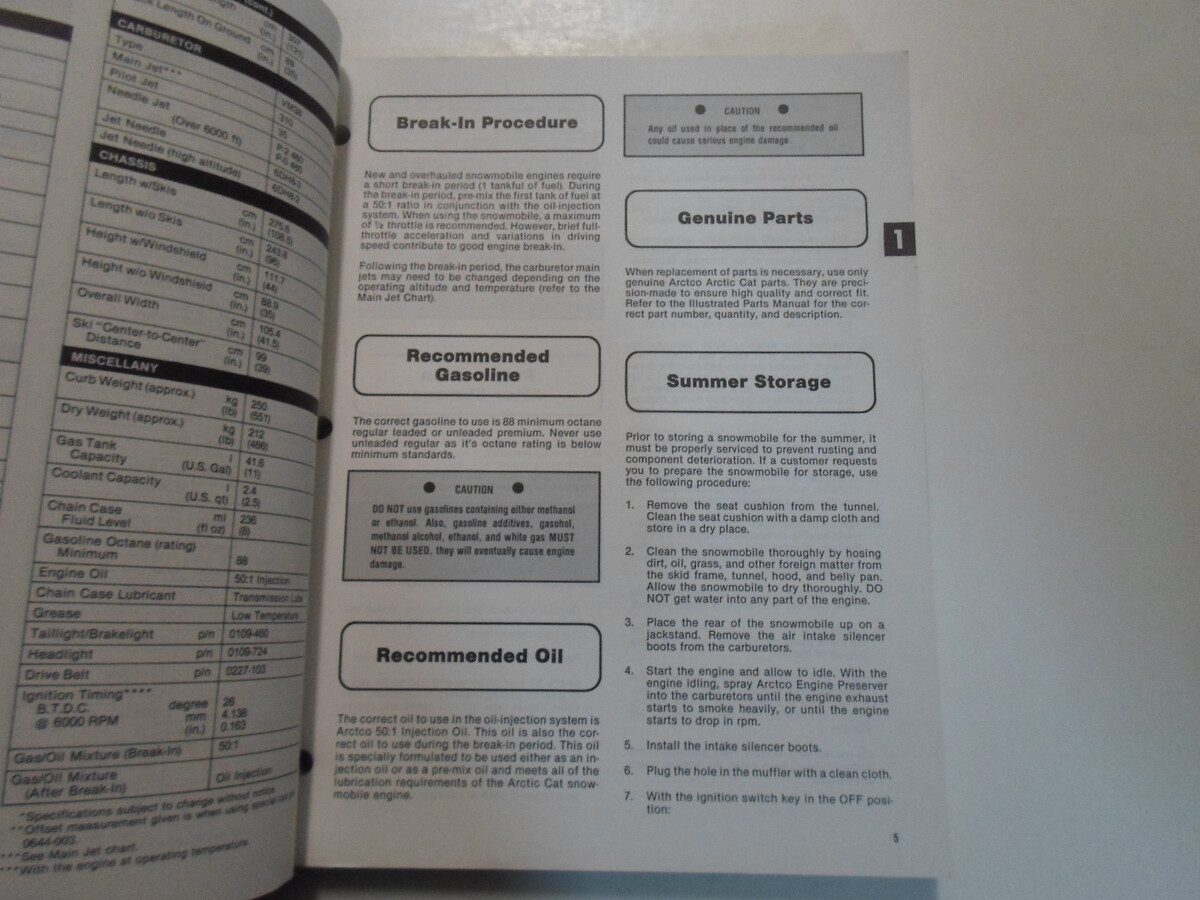 (cont.)
Length On Ground cm 307
(in.) (121)
cm 89
(in.) (35)
CARBURETOR
Type VM38
Main Jet*** 310
Pilot Jet 35
Needle Jet P-2 480
(Over 6000 ft) P-0 480
Jet Needle 6DH8-3
Jet Needle (high altitude) 6DH8-2
CHASSIS
Length w/Skis cm 275.6
(in.) (108.5)
Length w/o Skis cm 243.8
(in.) (96)
Height w/Windshield cm 111.7
(in.) (44)
Height w/o Windshield cm 88.9
(in.) (35)
Overall Width cm 105.4
(in.) (41.5)
Ski "Center-to-Center" cm 99
Distance (in.) (39)
MISCELLANY
Curb Weight (approx.) kg 250
(lb) (551)
Dry Weight (approx.) kg 212
(lb) (466)
Gas Tank l 41.6
Capacity (U.S. Gal) (11)
Coolant Capacity l 2.4
(U.S. qt) (2.5)
Chain Case ml 236
Fluid Level (fl oz) (8)
Gasoline Octane (rating)
Minimum 88
Engine Oil 50:1 Injection
Chain Case Lubricant Transmission Lube
Grease Low Temperature
Taillight/Brakelight p/n 0109-460
Headlight p/n 0109-724
Drive Belt p/n 0227-103
Ignition Timing**** degree 26
B.T.D.C. mm 4.138
@ 6000 RPM (in.) 0.163
Gas/Oil Mixture (Break-In) 50:1
Gas/Oil Mixture
(After Break-In) Oil Injection
*Specifications subject to change without notice
**Offset measurement given is when using special
0644-003.
***See Main Jet chart.
***With the engine at operating temperature.
Break-In Procedure
New and overhauled snowmobile engines require
a short break-in period (1 tankful of fuel). During
the break-in period, pre-mix the first tank of fuel at
a 50:1 ratio in conjunction with the oil-injection
system. When using the snowmobile, a maximum
of ½ throttle is recommended. However, brief full-
throttle acceleration and variations in driving
speed contribute to good engine break-in.
Following the break-in period, the carburetor main
jets may need to be changed depending on the
operating altitude and temperature (refer to the
Main Jet Chart).
Recommended
Gasoline
The correct gasoline to use is 88 minimum octane
regular leaded or unleaded premium. Never use
unleaded regular as it's octane rating is below
minimum standards.
● CAUTION ●
DO NOT use gasolines containing either methanol
or ethanol. Also, gasoline additives, gasohol,
methanol alcohol, ethanol, and white gas MUST
NOT BE USED, they will eventually cause engine
damage.
Recommended Oil
The correct oil to use in the oil-injection system is
Arctco 50:1 Injection Oil. This oil is also the cor-
rect oil to use during the break-in period. This oil
is specially formulated to be used either as an in-
jection oil or as a pre-mix oil and meets all of the
lubrication requirements of the Arctic Cat snow-
mobile engine.
● CAUTION ●
Any oil used in place of the recommended oil
could cause serious engine damage.
Genuine Parts
When replacement of parts is necessary, use only
genuine Arctco Arctic Cat parts. They are preci-
sion-made to ensure high quality and correct fit.
Refer to the Illustrated Parts Manual for the cor-
rect part number, quantity, and description.
Summer Storage
Prior to storing a snowmobile for the summer, it
must be properly serviced to prevent rusting and
component deterioration. If a customer requests
you to prepare the snowmobile for storage, use
the following procedure:
1. Remove the seat cushion from the tunnel.
Clean the seat cushion with a damp cloth and
store in a dry place.
2. Clean the snowmobile thoroughly by hosing
dirt, oil, grass, and other foreign matter from
the skid frame, tunnel, hood, and belly pan.
Allow the snowmobile to dry thoroughly. DO
NOT get water into any part of the engine.
3. Place the rear of the snowmobile up on a
jackstand. Remove the air intake silencer
boots from the carburetors.
4. Start the engine and allow to idle. With the
engine idling, spray Arctco Engine Preserver
into the carburetors until the engine exhaust
starts to smoke heavily, or until the engine
starts to drop in rpm.
5. Install the intake silencer boots.
6. Plug the hole in the muffler with a clean cloth.
7. With the ignition switch key in the OFF posi-
tion:
1
5